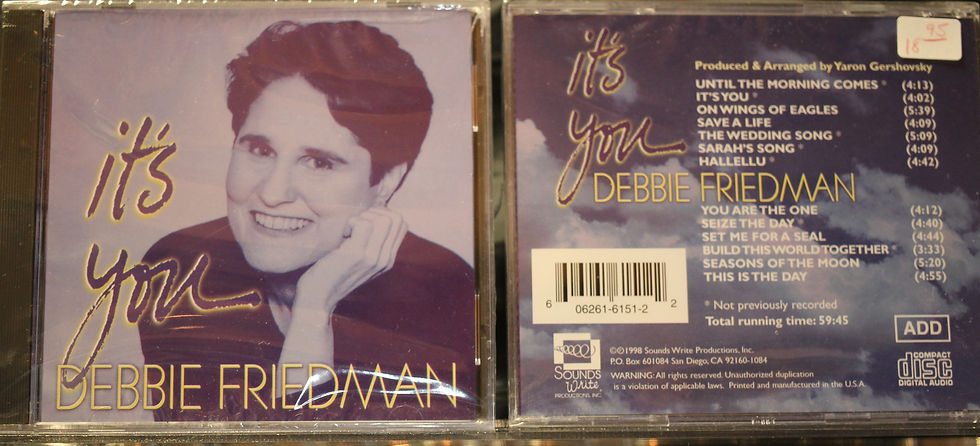 it's
you
DEBBIE FRIEDMAN
it's
you
18 95
Produced & Arranged by Yaron Gershovsky
UNTIL THE MORNING COMES * (4:13)
IT'S YOU * (4:02)
ON WINGS OF EAGLES (5:39)
SAVE A LIFE (4:09)
THE WEDDING SONG * (5:09)
SARAH'S SONG * (4:09)
HALLELLU * (4:42)
DEBBIE FRIEDMAN
YOU ARE THE ONE (4:12)
SEIZE THE DAY * (4:40)
SET ME FOR A SEAL (4:44)
BUILD THIS WORLD TOGETHER * (3:33)
SEASONS OF THE MOON (5:20)
THIS IS THE DAY (4:55)
* Not previously recorded
Total running time: 59:45
6 06261-6151-2 2
ADD
SOUNDS
Write
PRODUCTIONS, INC.
©℗1998 Sounds Write Productions, Inc.
P.O. Box 601084 San Diego, CA 92160-1084
WARNING: All rights reserved. Unauthorized duplication
is a violation of applicable laws. Printed and manufactured in the U.S.A.
COMPACT
disc
DIGITAL AUDIO